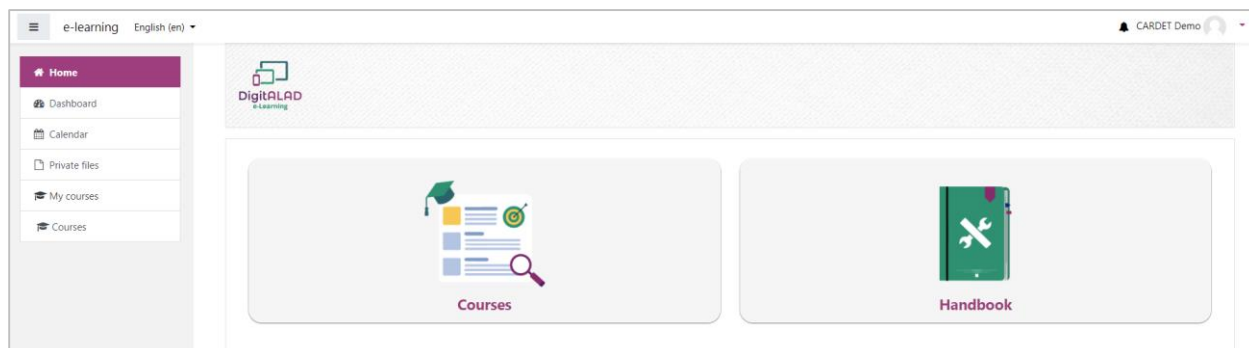 e-learning English (en)
CARDET Demo
Home
Dashboard
Calendar
Private files
My courses
Courses
DigitALAD
e-Learning
Courses
Handbook